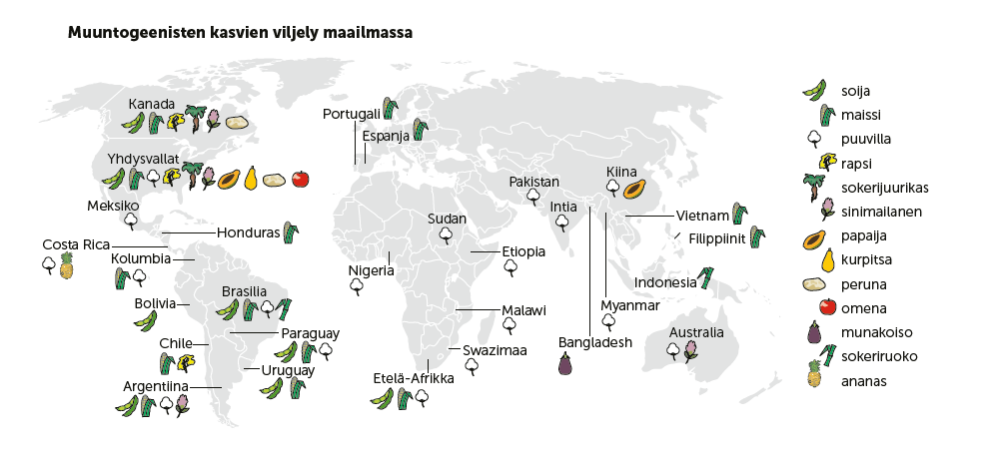 Muuntogeenisten kasvien viljely maailmassa
Kanada
Yhdysvallat
Meksiko
Honduras
Costa Rica
Kolumbia
Bolivia
Brasilia
Chile
Paraguay
Uruguay
Argentiina
Portugali
Espanja
Sudan
Nigeria
Etiopia
Malawi
Swazimaa
Etelä-Afrikka
Pakistan
Intia
Kiina
Vietnam
Filippiinit
Indonesia
Myanmar
Bangladesh
Australia
soija
maissi
puuvilla
rapsi
sokerijuurikas
sinimailanen
papaija
kurpitsa
peruna
omena
munakoiso
sokeriruoko
ananas